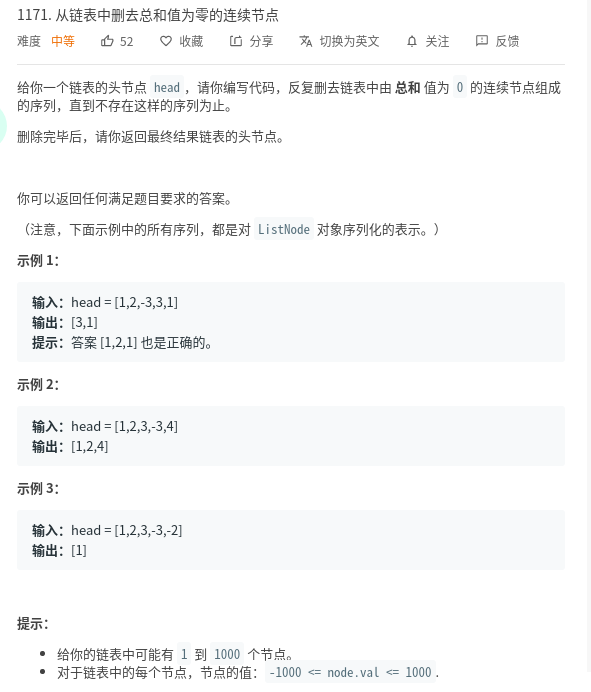 1171. 从链表中删去总和值为零的连续节点
难度 中等 52 收藏 分享 切换为英文 关注 反馈
给你一个链表的头节点 head，请你编写代码，反复删去链表中由 总和 值为 0 的连续节点组成
的序列，直到不存在这样的序列为止。
删除完毕后，请你返回最终结果链表的头节点。
你可以返回任何满足题目要求的答案。
（注意，下面示例中的所有序列，都是对 ListNode 对象序列化的表示。）
示例 1：
输入：head = [1,2,-3,3,1]
输出：[3,1]
提示：答案 [1,2,1] 也是正确的。
示例 2：
输入：head = [1,2,3,-3,4]
输出：[1,2,4]
示例 3：
输入：head = [1,2,3,-3,-2]
输出：[1]
提示：
给你的链表中可能有 1 到 1000 个节点。
对于链表中的每个节点，节点的值：-1000 <= node.val <= 1000.